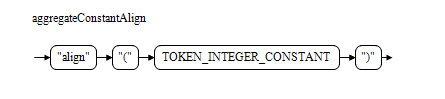 aggregateConstantAlign
"align" "(" TOKEN_INTEGER_CONSTANT ")"